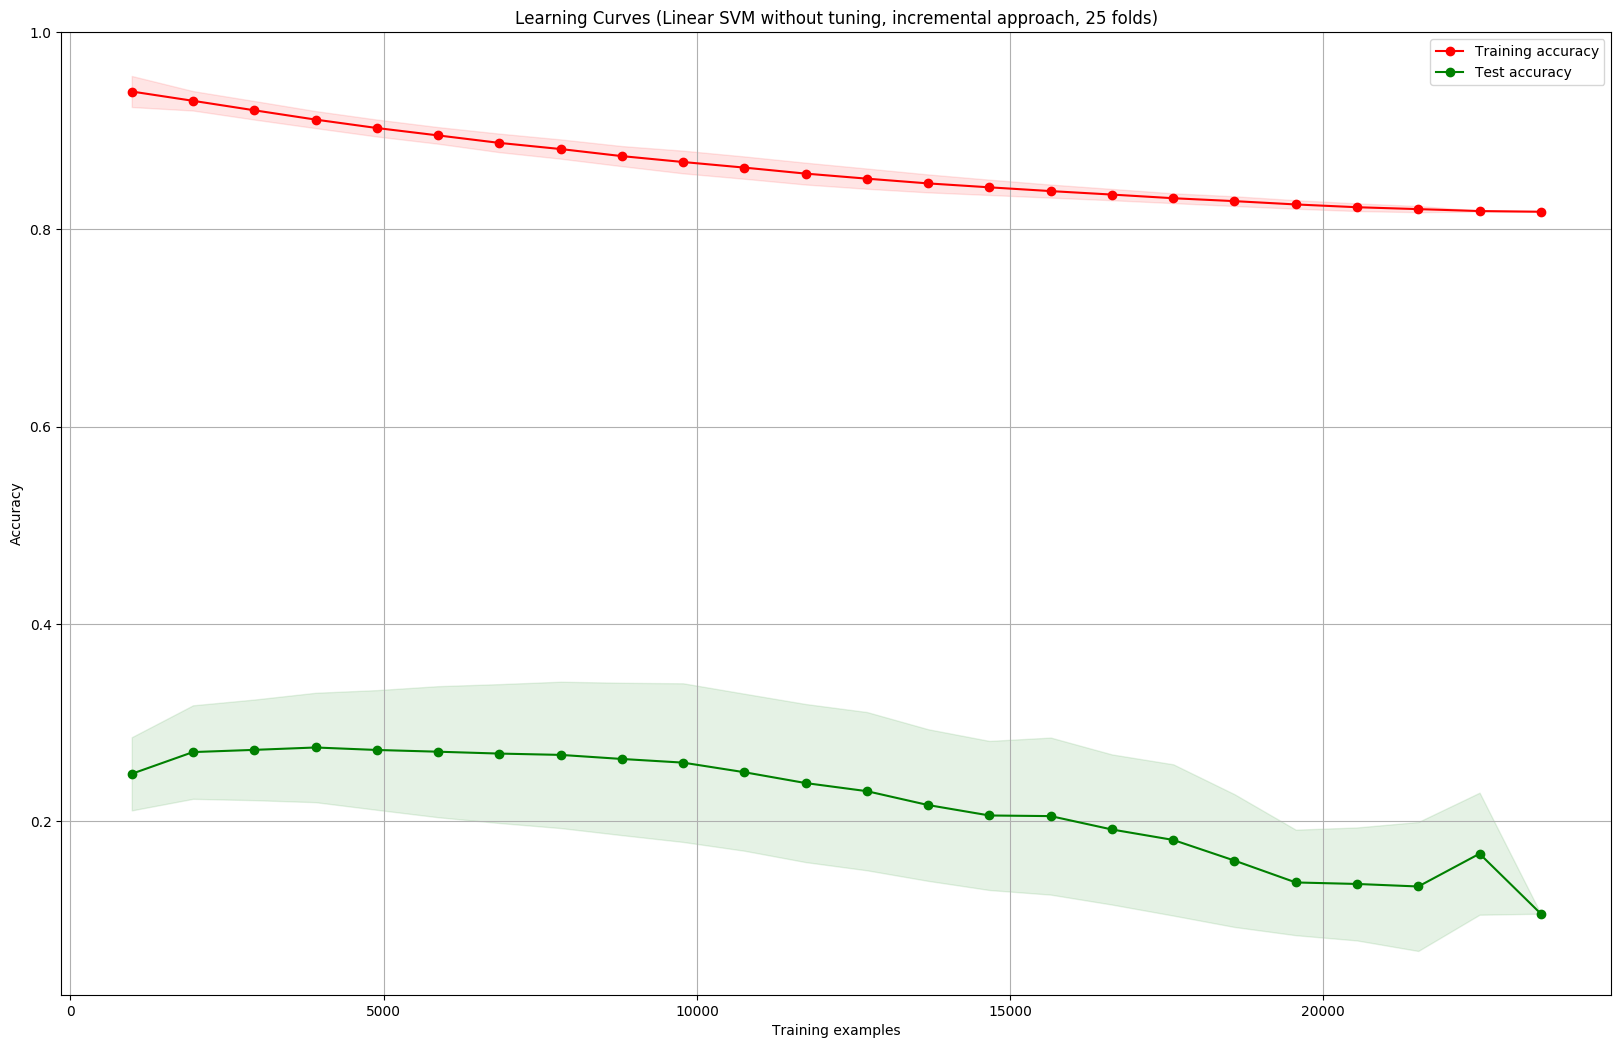 Learning Curves (Linear SVM without tuning, incremental approach, 25 folds)
Training accuracy
Test accuracy
1.0
0.8
0.6
0.4
0.2
Accuracy
0
5000
10000
15000
20000
Training examples